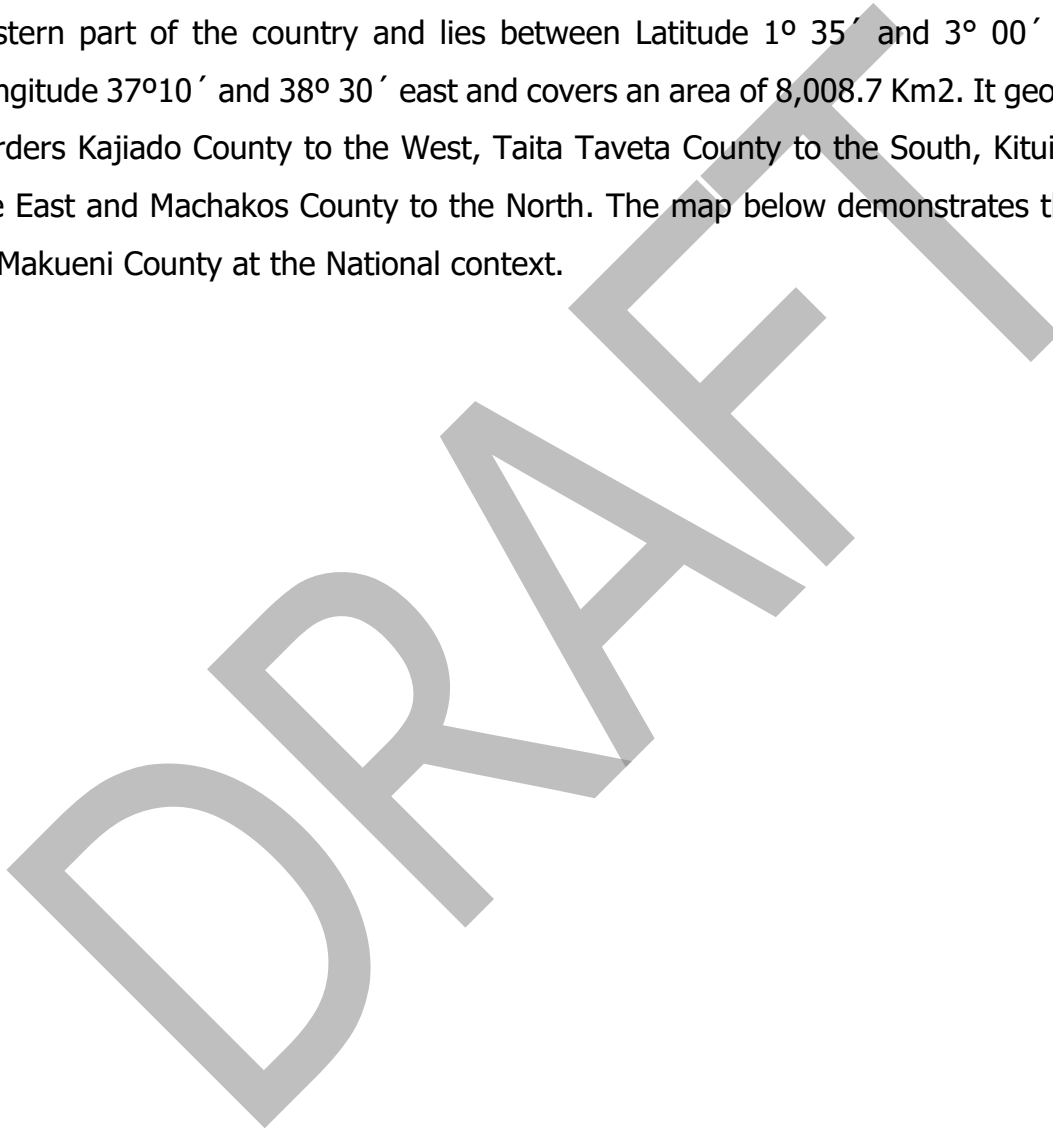 stern part of the country and lies between Latitude 1º 35´ and 3° 00´
ngitude 37º10´ and 38º 30´ east and covers an area of 8,008.7 Km2. It geo
rders Kajiado County to the West, Taita Taveta County to the South, Kitui
e East and Machakos County to the North. The map below demonstrates t
Makueni County at the National context.
DRAFT